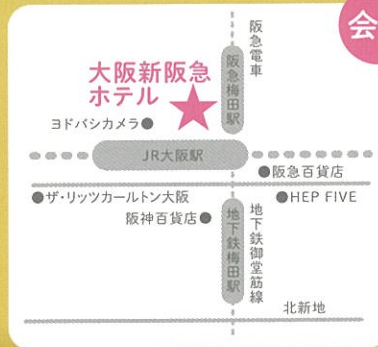 会
阪急電車
阪急梅田駅
大阪新阪急
ホテル
ヨドバシカメラ
JR大阪駅
阪急百貨店
ザ・リッツカールトン大阪
HEP FIVE
阪神百貨店
地下鉄梅田駅
地下鉄御堂筋線
北新地